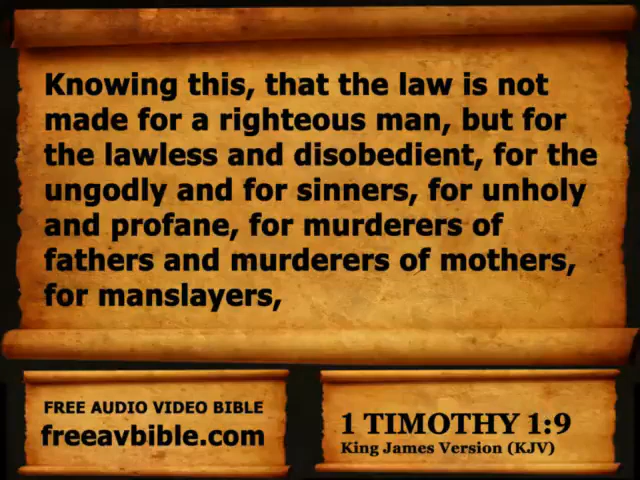 Knowing this, that the law is not
made for a righteous man, but for
the lawless and disobedient, for the
ungodly and for sinners, for unholy
and profane, for murderers of
fathers and murderers of mothers,
for manslayers,
FREE AUDIO VIDEO BIBLE
freeavbible.com
1 TIMOTHY 1:9
King James Version (KJV)